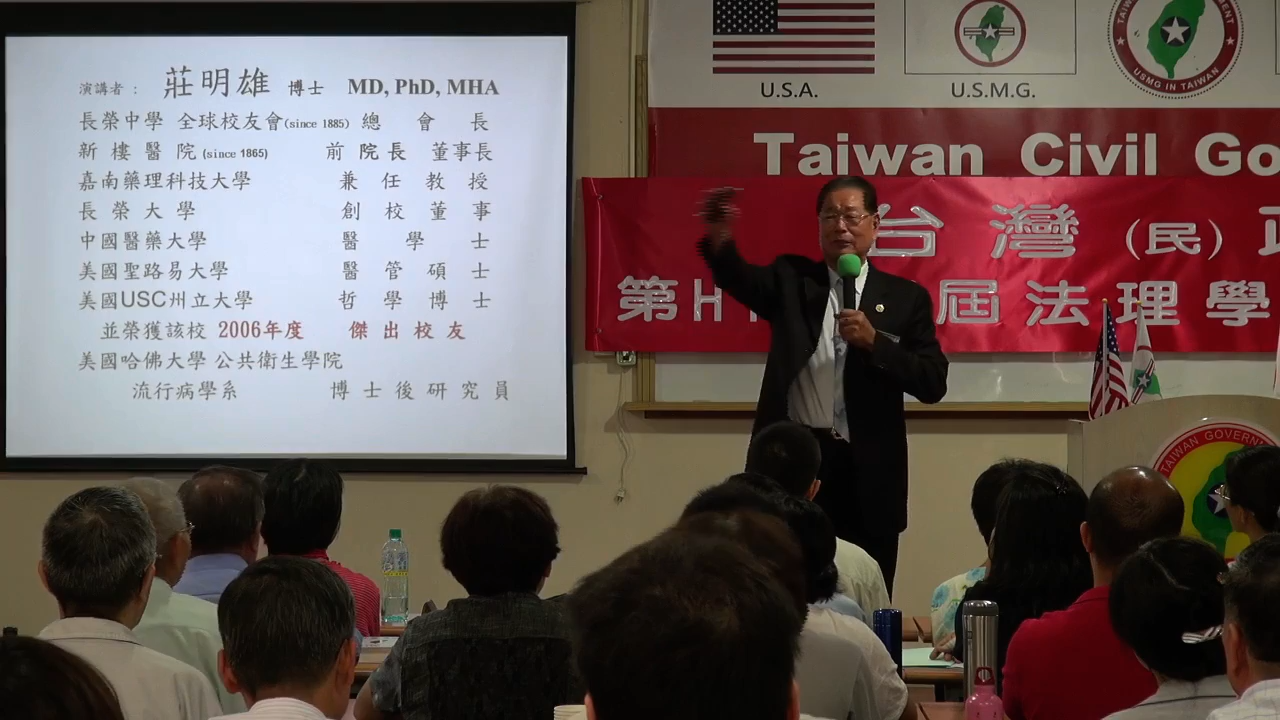 演講者： 莊明雄 博士 MD, PhD, MHA
長榮中學 全球校友會(since 1885) 總會長
新樓醫院(since 1865) 前院長 董事長
嘉南藥理科技大學 兼任教授
長榮大學 創校董事
中國醫藥大學 醫學士
美國聖路易大學 醫管碩士
美國USC州立大學 哲學博士
並榮獲該校 2006年度 傑出校友
美國哈佛大學 公共衛生學院
流行病學系 博士後研究員
U.S.A.
U.S.M.G.
USMG IN TAIWAN
Taiwan Civil Go
台灣(民)
第H 屆法理學
TAIWAN GOVERN